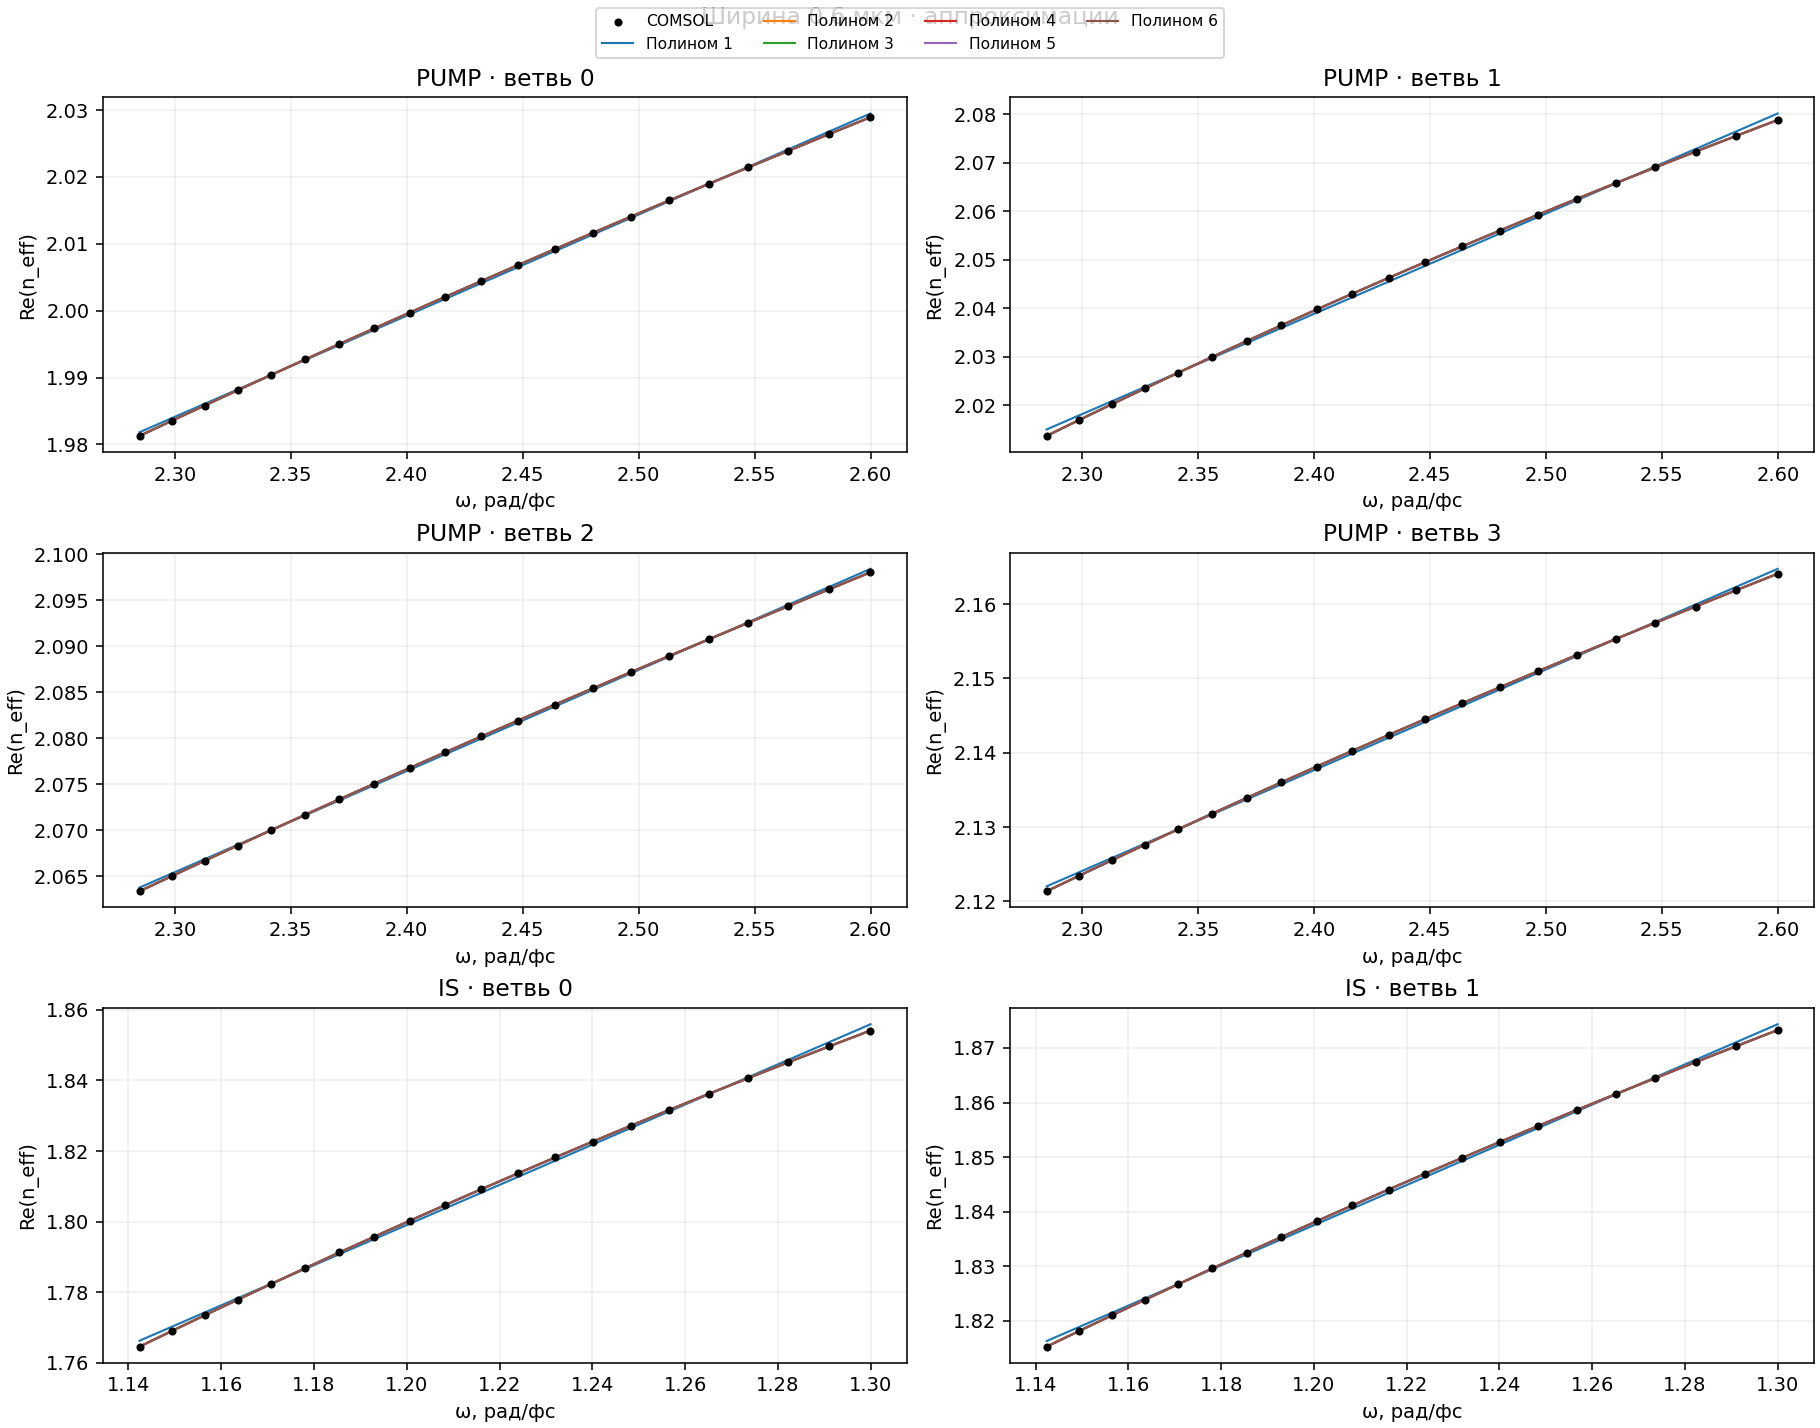 Ширина 0.6 мкм · аппроксимации
COMSOL Полином 2 Полином 4 Полином 6
Полином 1 Полином 3 Полином 5
PUMP · ветвь 0
Re(n_eff)
2.03
2.02
2.01
2.00
1.99
1.98
2.30 2.35 2.40 2.45 2.50 2.55 2.60
ω, рад/фс
PUMP · ветвь 1
Re(n_eff)
2.08
2.07
2.06
2.05
2.04
2.03
2.02
2.30 2.35 2.40 2.45 2.50 2.55 2.60
ω, рад/фс
PUMP · ветвь 2
Re(n_eff)
2.100
2.095
2.090
2.085
2.080
2.075
2.070
2.065
2.30 2.35 2.40 2.45 2.50 2.55 2.60
ω, рад/фс
PUMP · ветвь 3
Re(n_eff)
2.16
2.15
2.14
2.13
2.12
2.30 2.35 2.40 2.45 2.50 2.55 2.60
ω, рад/фс
IS · ветвь 0
Re(n_eff)
1.86
1.84
1.82
1.80
1.78
1.76
1.14 1.16 1.18 1.20 1.22 1.24 1.26 1.28 1.30
ω, рад/фс
IS · ветвь 1
Re(n_eff)
1.87
1.86
1.85
1.84
1.83
1.82
1.14 1.16 1.18 1.20 1.22 1.24 1.26 1.28 1.30
ω, рад/фс